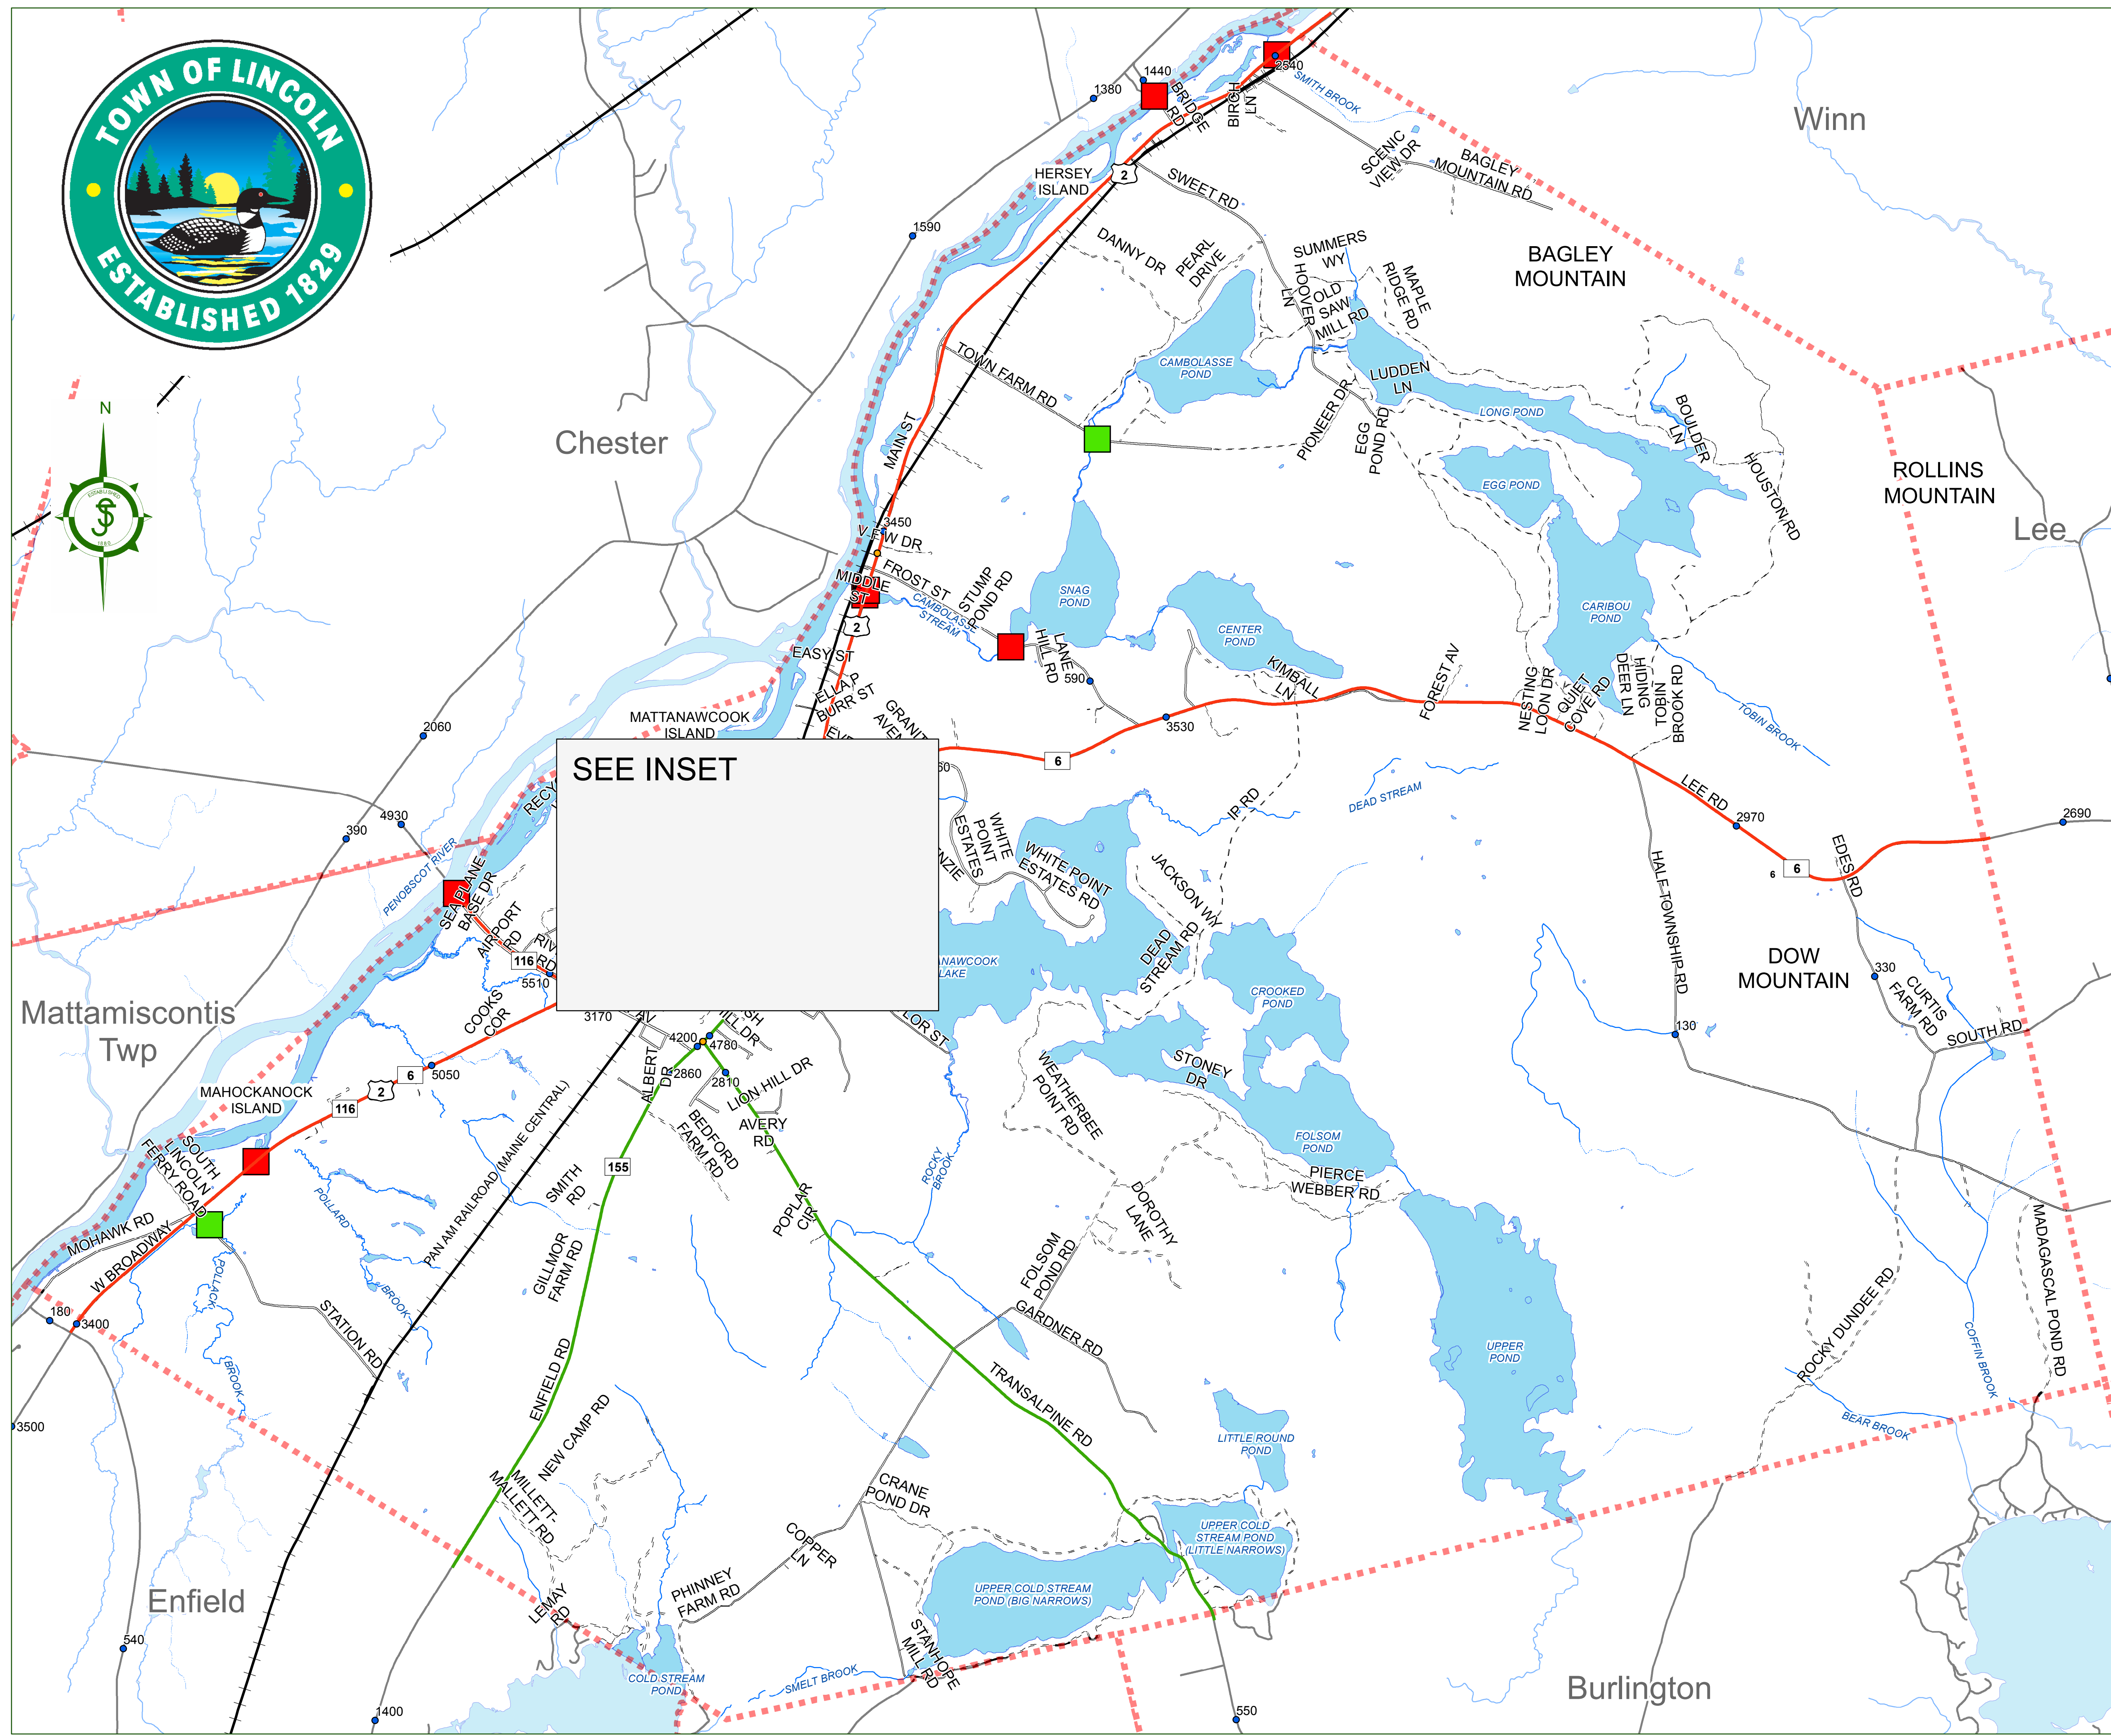 TOWN OF LINCOLN
ESTABLISHED 1829
N
ESTABLISHED
Winn
Chester
Lee
Mattamiscontis
Twp
Enfield
Burlington
1440
1380
BRIDGE
RD
BIRCH
LN
2540
SMITH BROOK
SCENIC
VIEW DR
BAGLEY
MOUNTAIN RD
HERSEY
ISLAND
2
SWEET RD
1590
DANNY DR
PEARL
DRIVE
SUMMERS
WY
HOOVER
LN
OLD
SAW
MILL RD
MAPLE
RIDGE RD
BAGLEY
MOUNTAIN
TOWN FARM RD
CAMBOLASSE
POND
LUDDEN
LN
LONG POND
PIONEER DR
EGG
POND RD
BOULDER
LN
HOUSTON RD
EGG POND
ROLLINS
MOUNTAIN
MAIN ST
3450
V F W DR
MIDDLE
ST
FROST ST
CAMBOLASSE
STREAM
STUMP
POND RD
SNAG
POND
2
EASY ST
LANE
HILL RD
590
CENTER
POND
CARIBOU
POND
KIMBALL
LN
FOREST AV
NESTING
LOON DR
QUIET
COVE RD
HIDING
DEER LN
TOBIN
BROOK RD
TOBIN BROOK
ELLA P
BURR ST
MATTANAWCOOK
ISLAND
3530
6
2060
SEE INSET
IP RD
DEAD STREAM
LEE RD
2970
2690
6
6
EDES RD
4930
390
PENOBSCOT RIVER
SEAPLANE
BASE DR
AIRPORT
RD
116
5510
WHITE
POINT
ESTATES
WHITE POINT
ESTATES RD
JACKSON WY
DEAD
STREAM RD
HALF TOWNSHIP RD
DOW
MOUNTAIN
330
CURTIS
FARM RD
SOUTH RD
130
CROOKED
POND
LAKE
COOKS
COR
3170
4200
4780
2860
2810
ALBERT
DR
LION HILL DR
AVERY
RD
BEDFORD
FARM RD
5050
6
2
116
MAHOCKANOCK
ISLAND
STONEY
DR
WEATHERBEE
POINT RD
FOLSOM
POND
PIERCE
WEBBER RD
SOUTH
LINCOLN
FERRY ROAD
MOHAWK RD
W BROADWAY
POLLARD
BROOK
PAN AM RAILROAD (MAINE CENTRAL)
SMITH
RD
155
ROCKY
BROOK
POPLAR
CIR
DOROTHY
LANE
GILLMOR
FARM RD
FOLSOM
POND RD
GARDNER RD
POLLACK
BROOK
STATION RD
180
3400
3500
ENFIELD RD
NEW CAMP RD
MILLETT-
MALLETT RD
TRANSALPINE RD
UPPER
POND
ROCKY DUNDEE RD
COFFIN BROOK
MADAGASCAL POND RD
BEAR BROOK
LITTLE ROUND
POND
CRANE
POND DR
UPPER COLD
STREAM POND
(LITTLE NARROWS)
COPPER
LN
PHINNEY
FARM RD
LEMAY
RD
UPPER COLD STREAM
POND (BIG NARROWS)
STANHOPE
MILL RD
COLD STREAM
POND
SMELT BROOK
540
1400
550